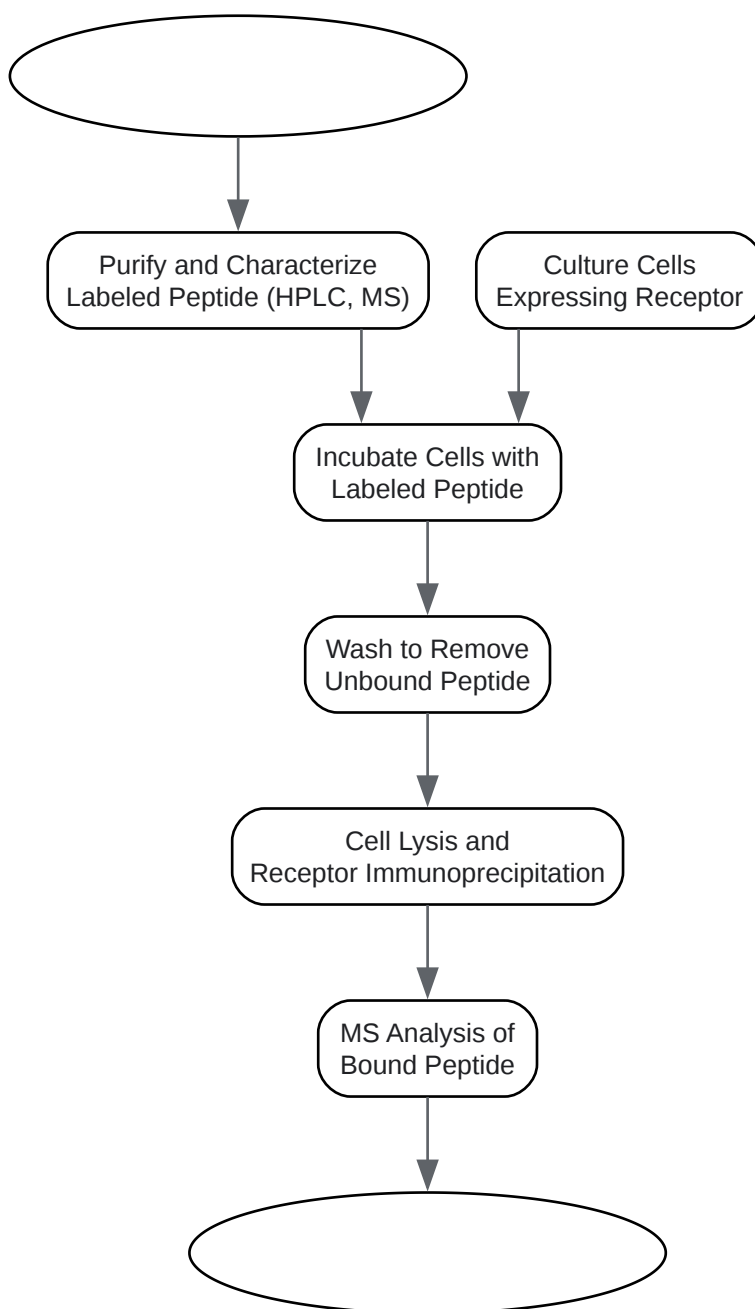 Purify and Characterize
Labeled Peptide (HPLC, MS)
Culture Cells
Expressing Receptor
Incubate Cells with
Labeled Peptide
Wash to Remove
Unbound Peptide
Cell Lysis and
Receptor Immunoprecipitation
MS Analysis of
Bound Peptide